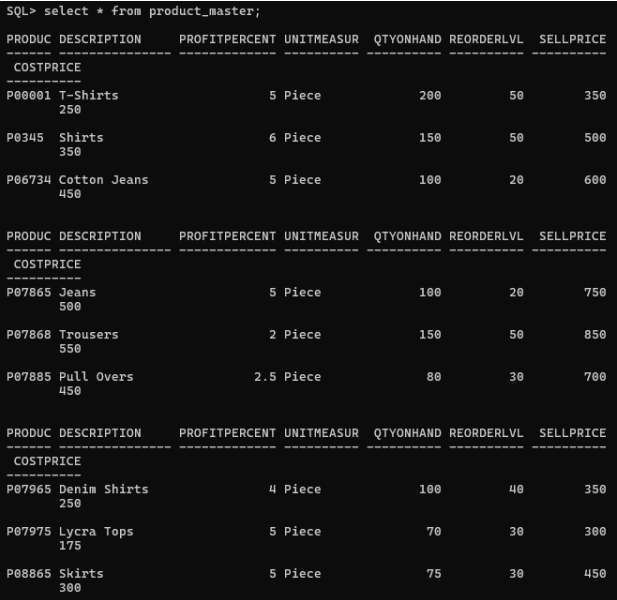 SQL> select * from product_master;
PRODUC DESCRIPTION     PROFITPERCENT UNITMEASUR  QTYONHAND REORDERLVL  SELLPRICE
------ --------------- ------------- ---------- ---------- ---------- ----------
 COSTPRICE
----------
P00001 T-Shirts                    5 Piece             200         50        350
       250
P0345  Shirts                      6 Piece             150         50        500
       350
P06734 Cotton Jeans                5 Piece             100         20        600
       450
PRODUC DESCRIPTION     PROFITPERCENT UNITMEASUR  QTYONHAND REORDERLVL  SELLPRICE
------ --------------- ------------- ---------- ---------- ---------- ----------
 COSTPRICE
----------
P07865 Jeans                       5 Piece             100         20        750
       500
P07868 Trousers                    2 Piece             150         50        850
       550
P07885 Pull Overs                2.5 Piece              80         30        700
       450
PRODUC DESCRIPTION     PROFITPERCENT UNITMEASUR  QTYONHAND REORDERLVL  SELLPRICE
------ --------------- ------------- ---------- ---------- ---------- ----------
 COSTPRICE
----------
P07965 Denim Shirts                4 Piece             100         40        350
       250
P07975 Lycra Tops                  5 Piece              70         30        300
       175
P08865 Skirts                      5 Piece              75         30        450
       300